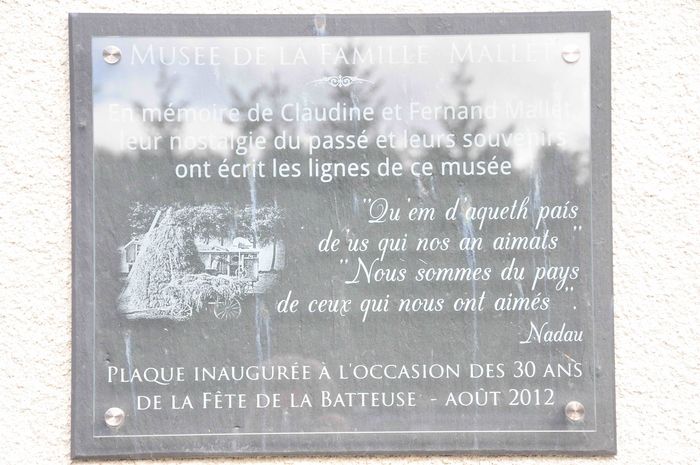 MUSEE DE LA FAMILLE MALLET
En mémoire de Claudine et Fernand Mallet,
leur nostalgie du passé et leurs souvenirs
ont écrit les lignes de ce musée
"Qu'em d'aqueth païs
de'us qui nos an aimats "
"Nous sommes du pays
de ceux qui nous ont aimés ".
Nadau
PLAQUE INAUGURÉE À L'OCCASION DES 30 ANS
DE LA FÊTE DE LA BATTEUSE - AOÛT 2012